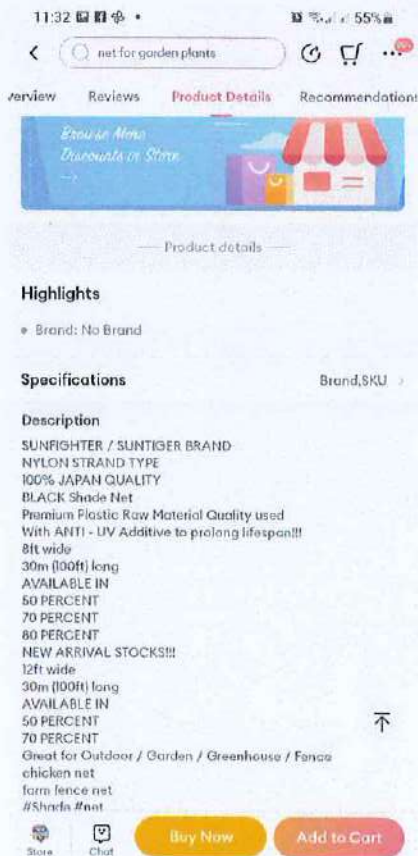 11:32
55%
net for garden plants
verview Reviews Product Details Recommendations
Browse More
Discounts in Store
Product details
Highlights
Brand: No Brand
Specifications Brand,SKU
Description
SUNFIGHTER / SUNTIGER BRAND
NYLON STRAND TYPE
100% JAPAN QUALITY
BLACK Shade Net
Premium Plastic Raw Material Quality used
With ANTI - UV Additive to prolong lifespan!!!
8ft wide
30m (100ft) long
AVAILABLE IN
50 PERCENT
70 PERCENT
80 PERCENT
NEW ARRIVAL STOCKS!!!
12ft wide
30m (100ft) long
AVAILABLE IN
50 PERCENT
70 PERCENT
Great for Outdoor / Garden / Greenhouse / Fence
chicken net
farm fence net
#Shade #net
Store Chat Buy Now Add to Cart